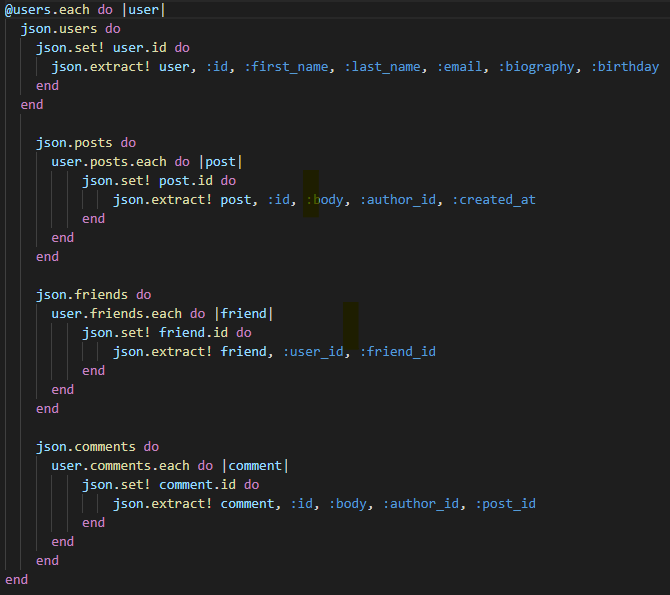 @users.each do |user|
json.users do
json.set! user.id do
json.extract! user, :id, :first_name, :last_name, :email, :biography, :birthday
end
end
json.posts do
user.posts.each do |post|
json.set! post.id do
json.extract! post, :id, :body, :author_id, :created_at
end
end
end
json.friends do
user.friends.each do |friend|
json.set! friend.id do
json.extract! friend, :user_id, :friend_id
end
end
end
json.comments do
user.comments.each do |comment|
json.set! comment.id do
json.extract! comment, :id, :body, :author_id, :post_id
end
end
end
end